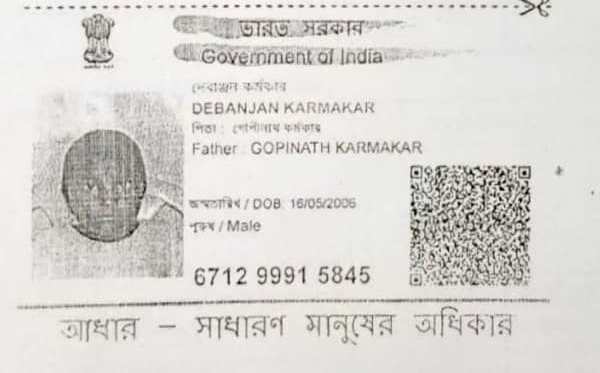 ভারত সরকার
Government of India
দেবাঞ্জন কর্মকার
DEBANJAN KARMAKAR
পিতা : গোপীনাথ কর্মকার
Father : GOPINATH KARMAKAR
জন্মতারিখ / DOB: 16/05/2006
পুরুষ / Male
6712 9991 5845
আধার – সাধারণ মানুষের অধিকার